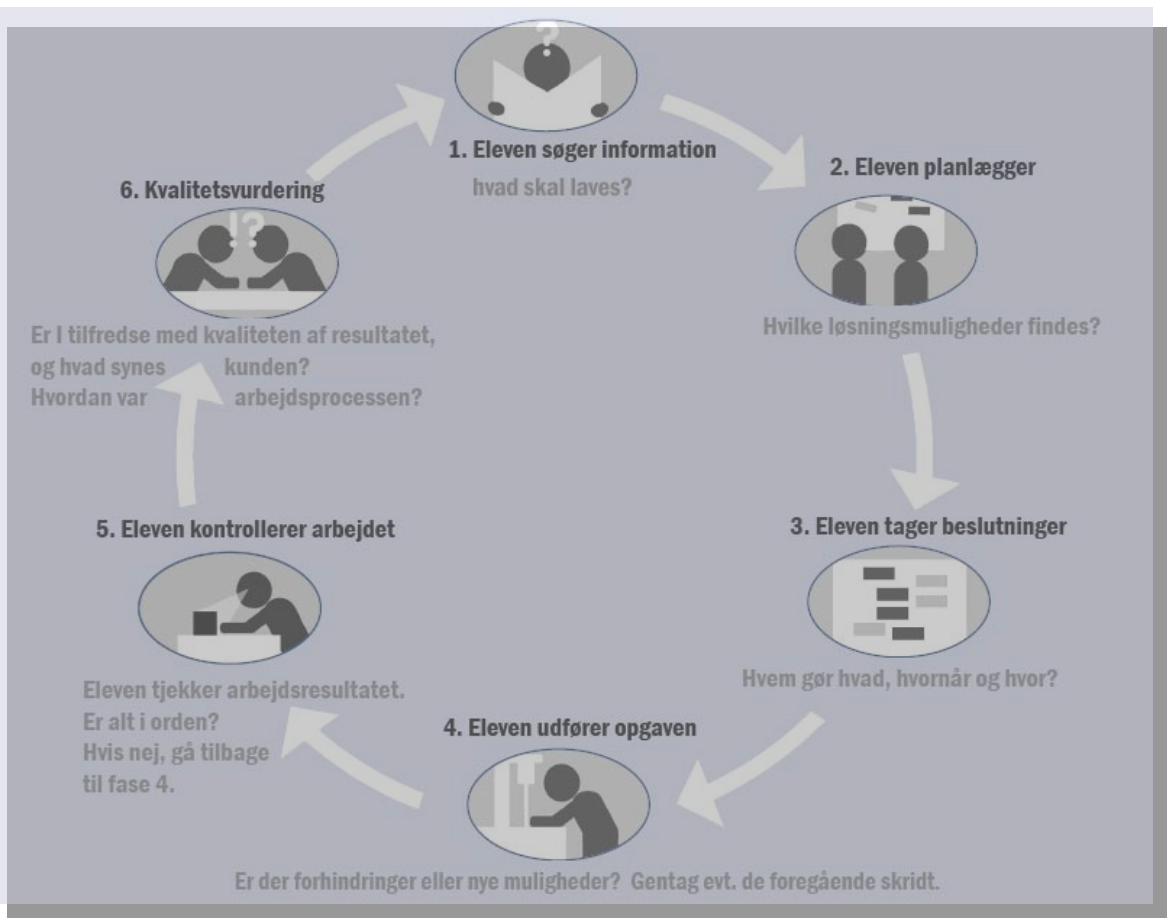 ?
1. Eleven søger information
hvad skal laves?
2. Eleven planlægger
Hvilke løsningsmuligheder findes?
3. Eleven tager beslutninger
Hvem gør hvad, hvornår og hvor?
4. Eleven udfører opgaven
Er der forhindringer eller nye muligheder? Gentag evt. de foregående skridt.
5. Eleven kontrollerer arbejdet
Eleven tjekker arbejdsresultatet.
Er alt i orden?
Hvis nej, gå tilbage
til fase 4.
6. Kvalitetsvurdering
!?
Er I tilfredse med kvaliteten af resultatet,
og hvad synes kunden?
Hvordan var arbejdsprocessen?